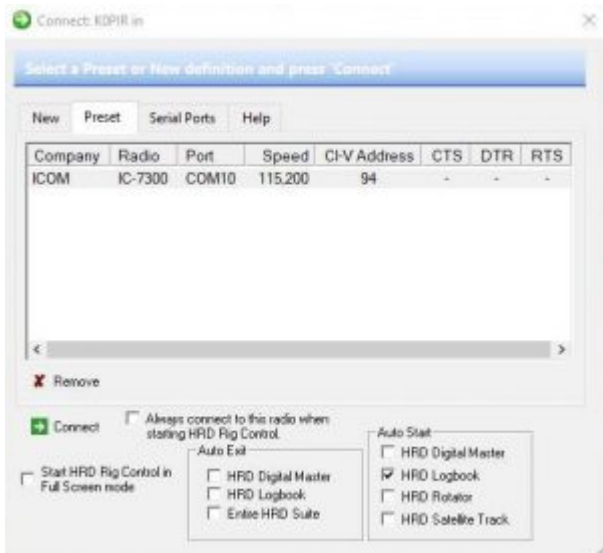 Connect: in
Select a Preset or New definition and press 'Connect'
New Preset Serial Ports Help
Company Radio Port Speed CI-V Address CTS DTR RTS
ICOM IC-7300 COM10 115,200 94 - - -
Remove
Connect
Always connect to this radio when
starting HRD Rig Control.
Start HRD Rig Control in
Full Screen mode
Auto Exit
HRD Digital Master
HRD Logbook
Entire HRD Suite
Auto Start
HRD Digital Master
HRD Logbook
HRD Rotator
HRD Satellite Track